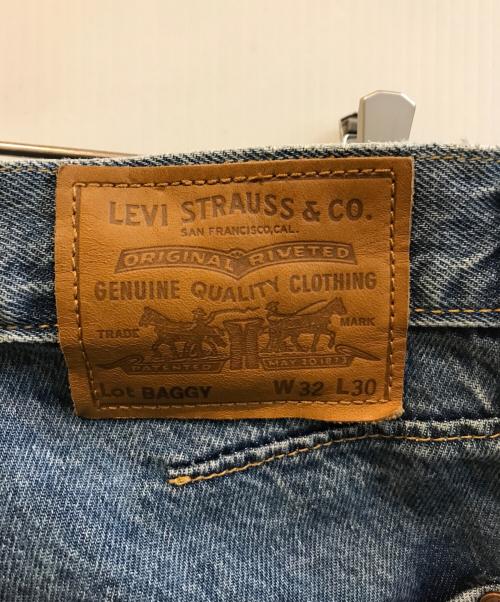 LEVI STRAUSS & CO.
SAN FRANCISCO,CAL.
ORIGINAL RIVETED
GENUINE QUALITY CLOTHING
TRADE MARK
PATENTED MAY 20 1873
Lot BAGGY W 32 L 30